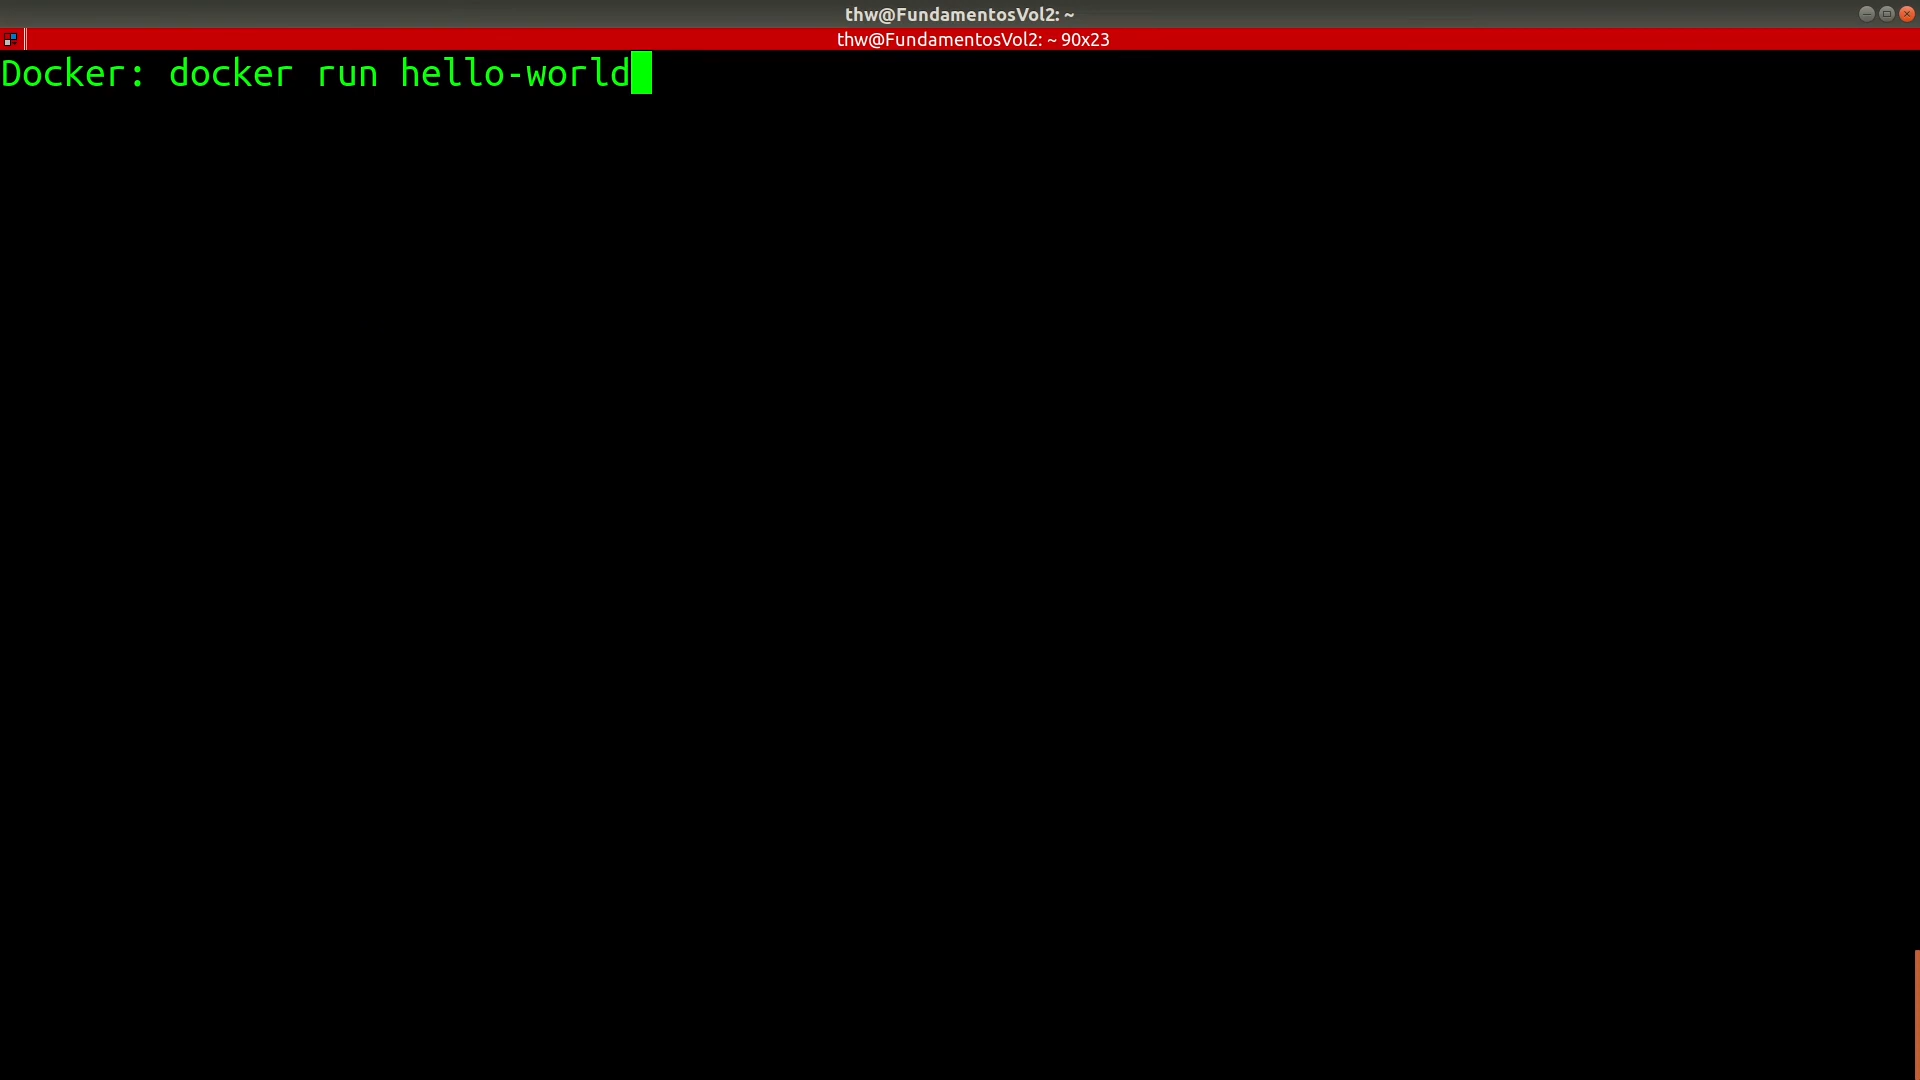 thw@FundamentosVol2: ~
thw@FundamentosVol2: ~ 90x23
Docker: docker run hello-world